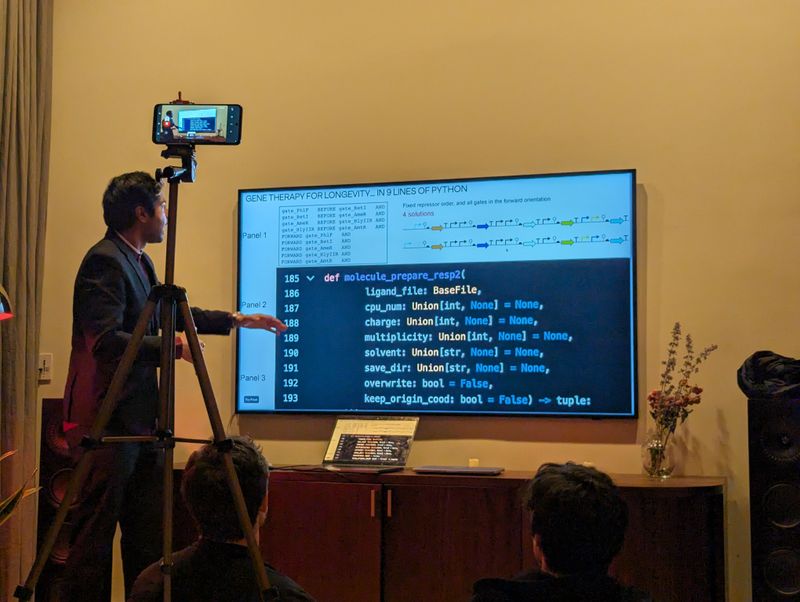 GENE THERAPY FOR LONGEVITY... IN 9 LINES OF PYTHON
Fixed repressor order, and all gates in the forward orientation
4 solutions
Panel 1
gate_PhlF BEFORE gate_BetI AND
gate_BetI BEFORE gate_AmeR AND
gate_AmeR BEFORE gate_HlyIIR AND
gate_HlyIIR BEFORE gate_AmtR AND
FORWARD gate_PhlF AND
FORWARD gate_BetI AND
FORWARD gate_AmeR AND
FORWARD gate_HlyIIR AND
FORWARD gate_AmtR
Panel 2
Panel 3
185 def molecule_prepare_resp2(
186 ligand_file: BaseFile,
187 cpu_num: Union[int, None] = None,
188 charge: Union[int, None] = None,
189 multiplicity: Union[int, None] = None,
190 solvent: Union[str, None] = None,
191 save_dir: Union[str, None] = None,
192 overwrite: bool = False,
193 keep_origin_cood: bool = False) -> tuple: